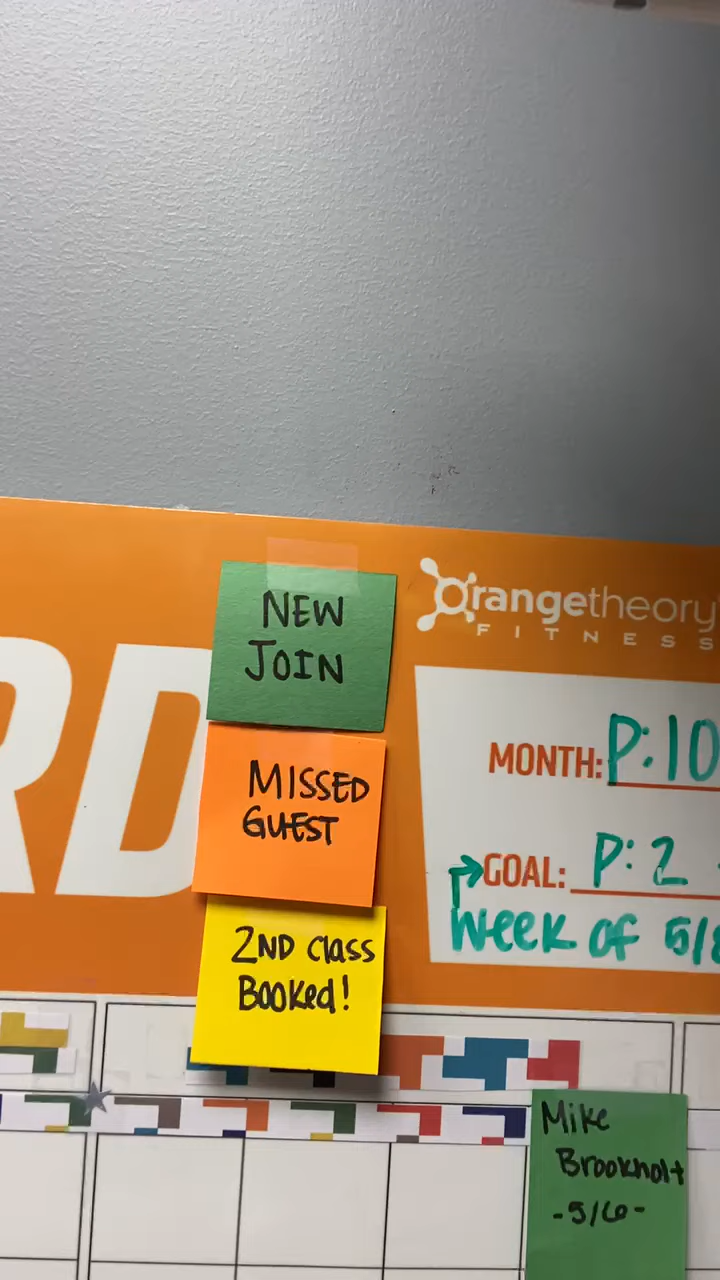 RD
NEW
JOIN
MISSED
GUEST
2ND Class
BOOKed!
Orangetheory
FITNESS
MONTH: P: 10
GOAL: P: 2
Week of 5/8
Mike
Brookholt
-5/6-